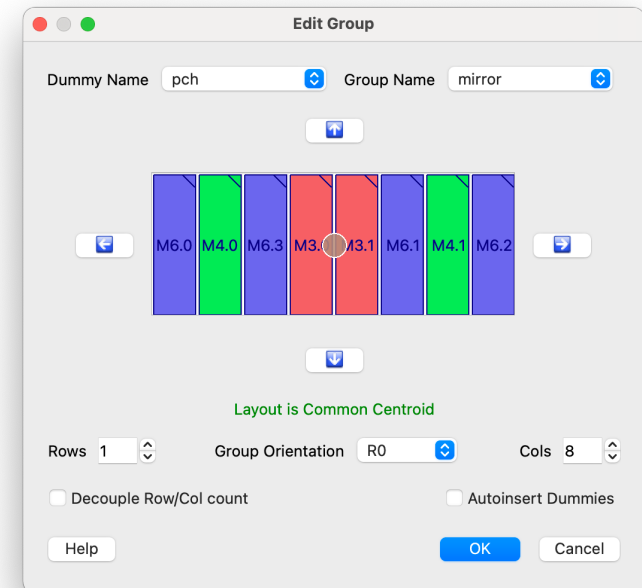 Edit Group
Dummy Name pch Group Name mirror
M6.0 M4.0 M6.3 M3.1 M6.1 M4.1 M6.2
Layout is Common Centroid
Rows 1 Group Orientation R0 Cols 8
Decouple Row/Col count Autoinsert Dummies
Help OK Cancel